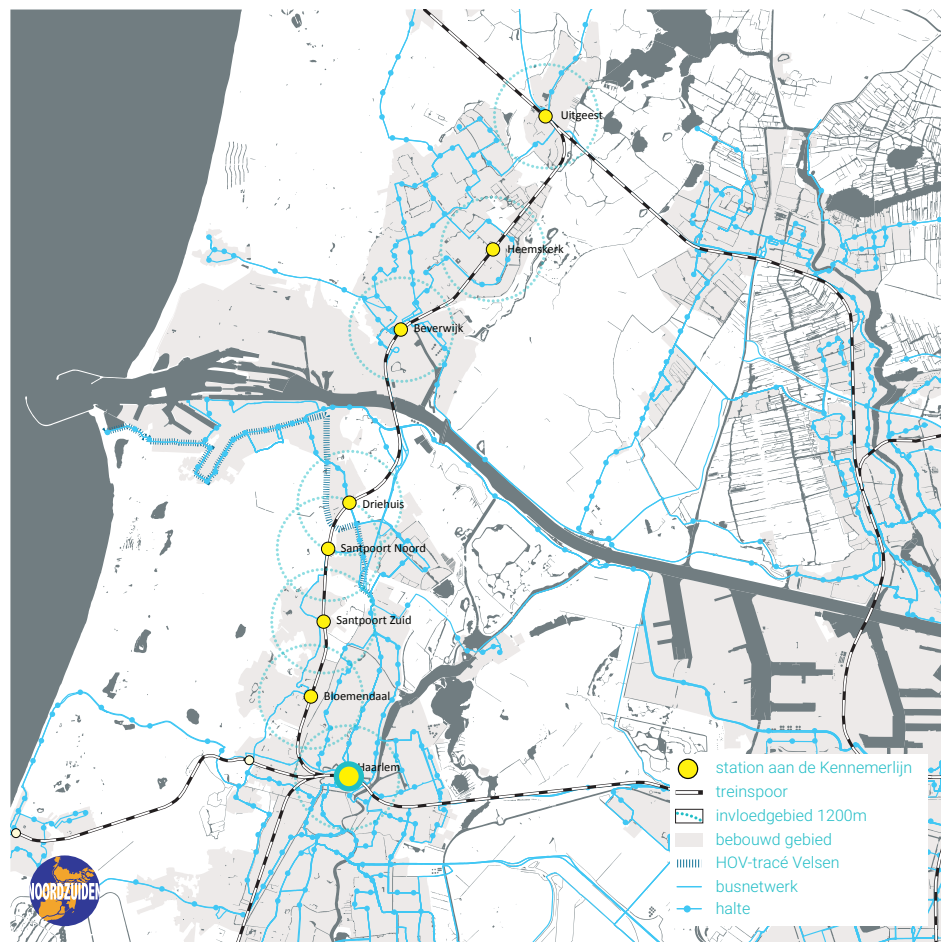 Uitgeest
Heemskerk
Beverwijk
Driehuis
Santpoort Noord
Santpoort Zuid
Bloemendaal
Haarlem
station aan de Kennemerlijn
treinspoor
invloedgebied 1200m
bebouwd gebied
HOV-tracé Velsen
busnetwerk
halte
NOORDZUIDEN